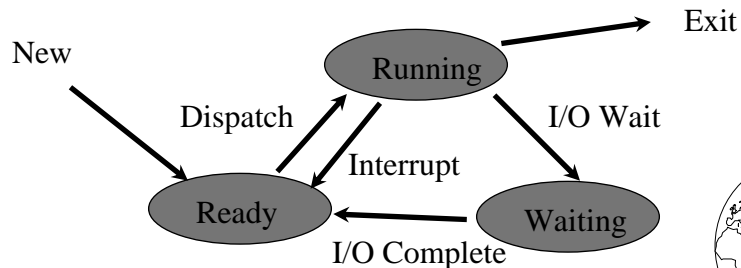 Exit
New
Running
Dispatch
I/O Wait
Interrupt
Ready
Waiting
I/O Complete